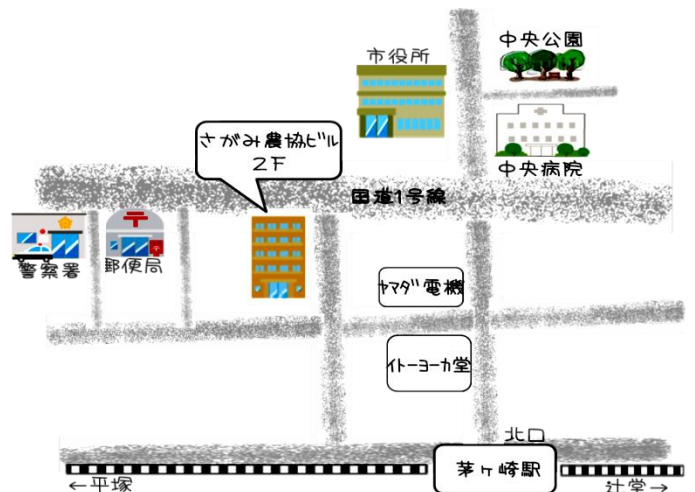 中央公園
市役所
さがみ農協ビル
2F
中央病院
国道1号線
警察署
郵便局
ヤマダ電機
イトーヨーカ堂
北口
茅ヶ崎駅
←平塚
辻堂→